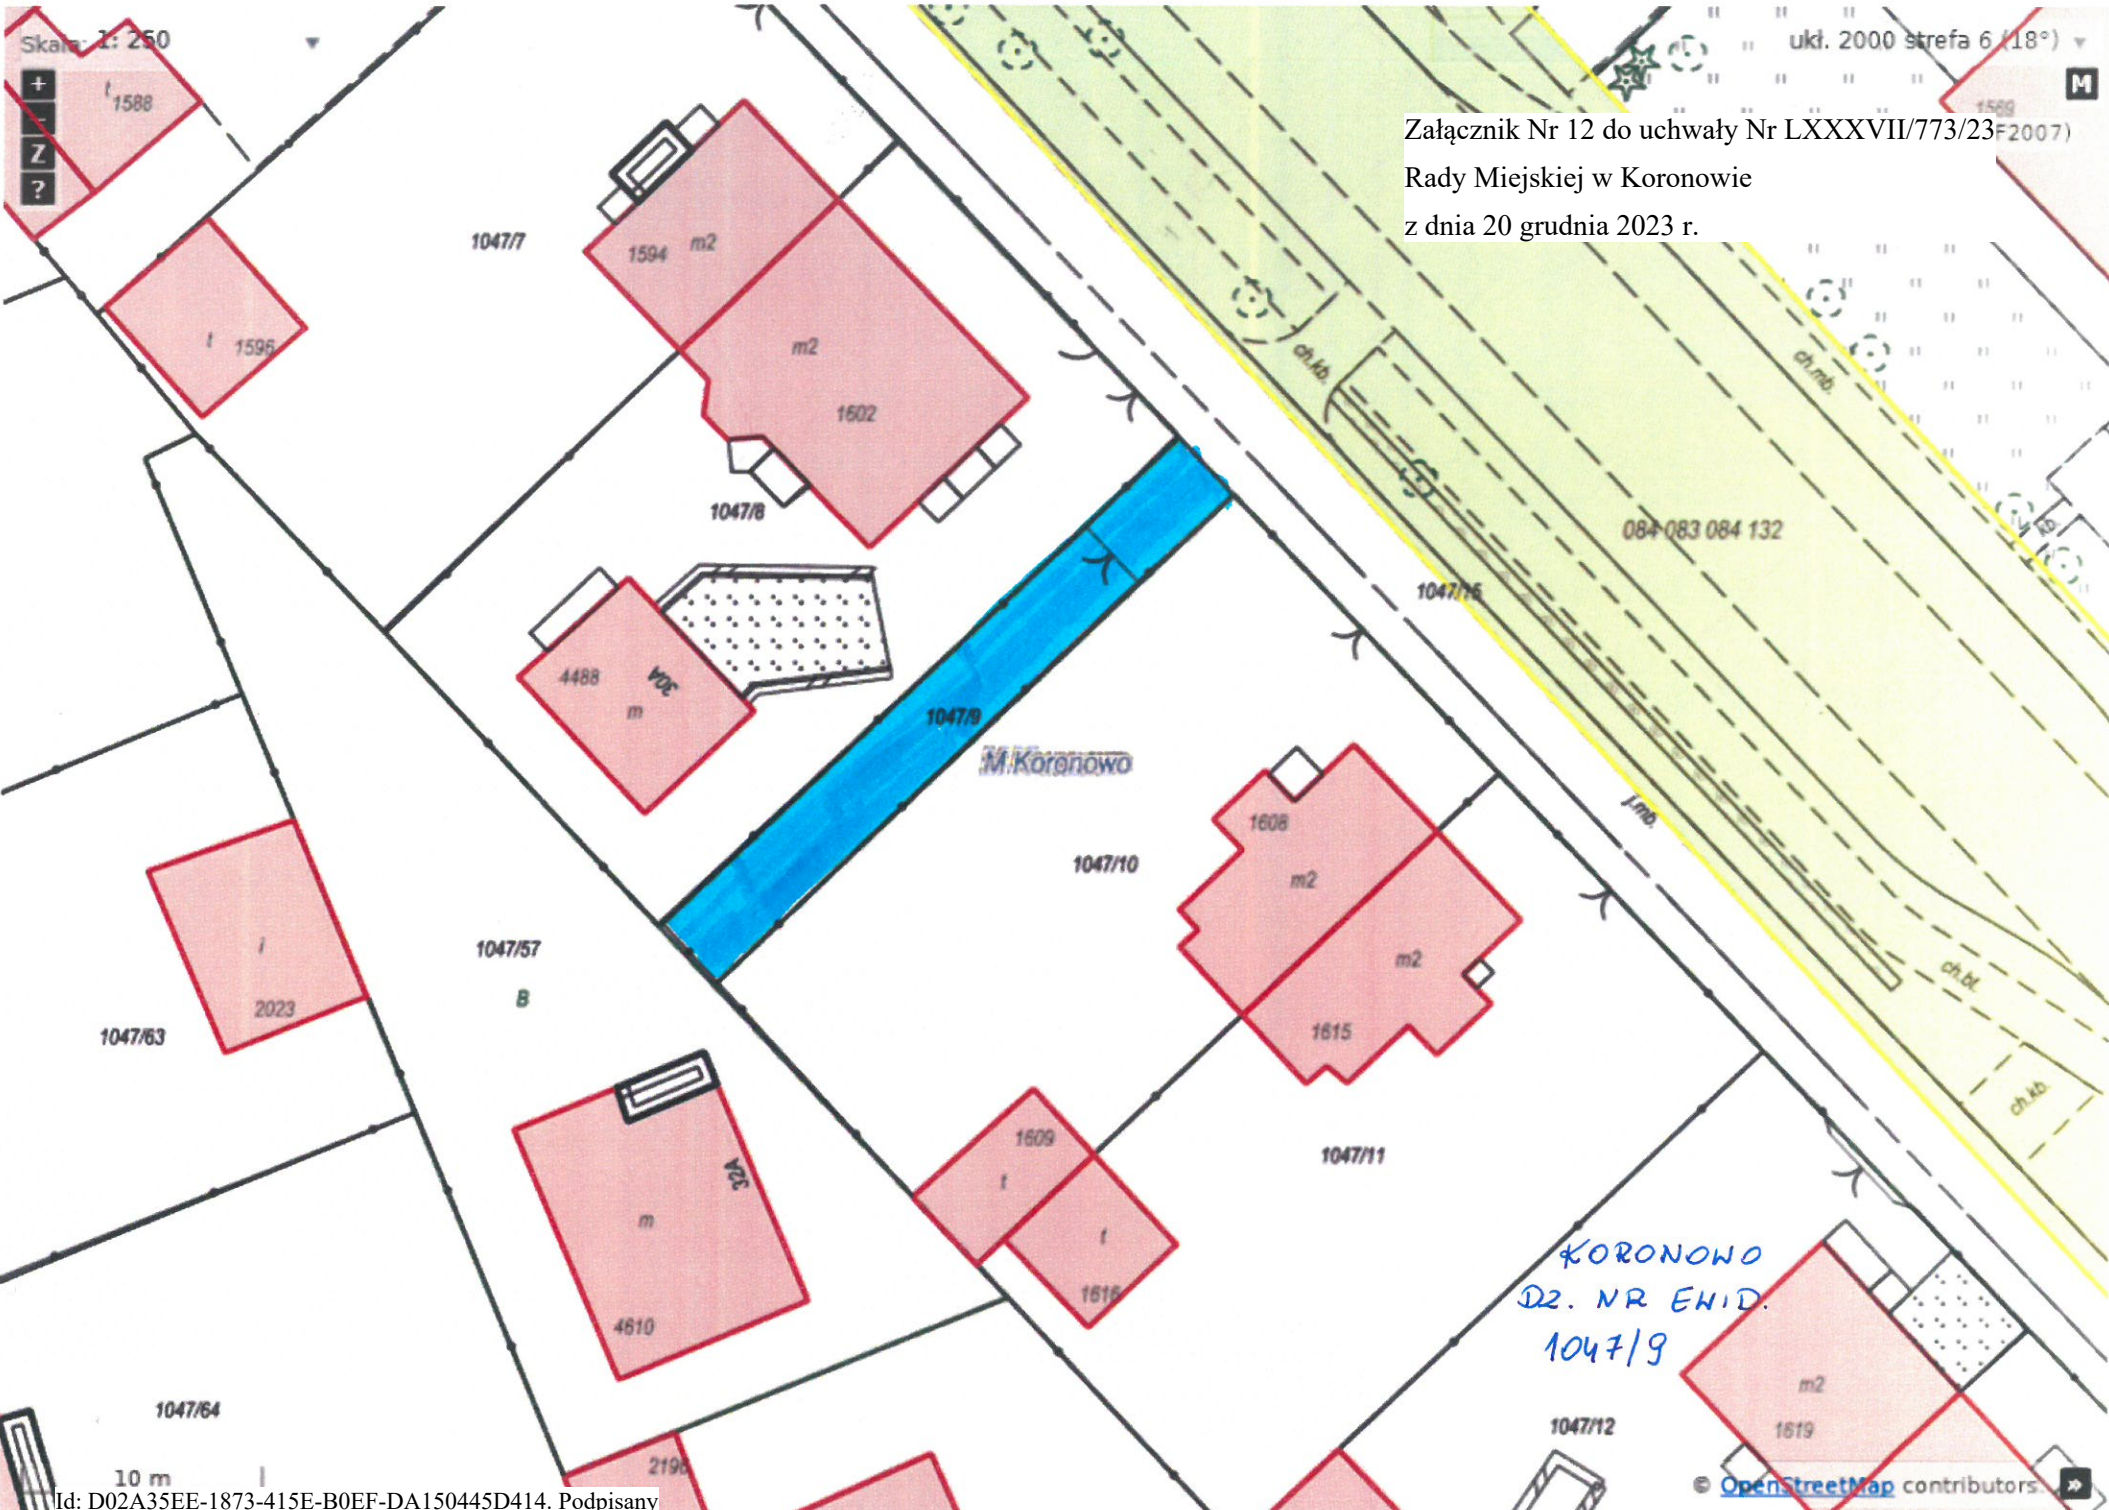 Skala: 1: 250
ukł. 2000 strefa 6 (18°)
+
-
Z
?
M
t
1588
1569
Załącznik Nr 12 do uchwały Nr LXXXVII/773/23
F2007)
Rady Miejskiej w Koronowie
z dnia 20 grudnia 2023 r.
1047/7
1594
m2
t
1596
m2
1602
ch.kb.
ch.mb.
1047/8
084 083 084 132
kb.
1047/15
4488
30A
m
1047/9
M.Koronowo
j.mb.
1608
1047/10
m2
1047/57
B
i
2023
1047/63
m2
1615
ch.bt.
ch.kb.
32A
m
4610
1609
t
t
1616
1047/11
KORONOWO
DZ. NR EWID.
1047/9
1047/64
m2
1619
1047/12
2196
10 m
© OpenStreetMap contributors.
»
Id: D02A35EE-1873-415E-B0EF-DA150445D414. Podpisany